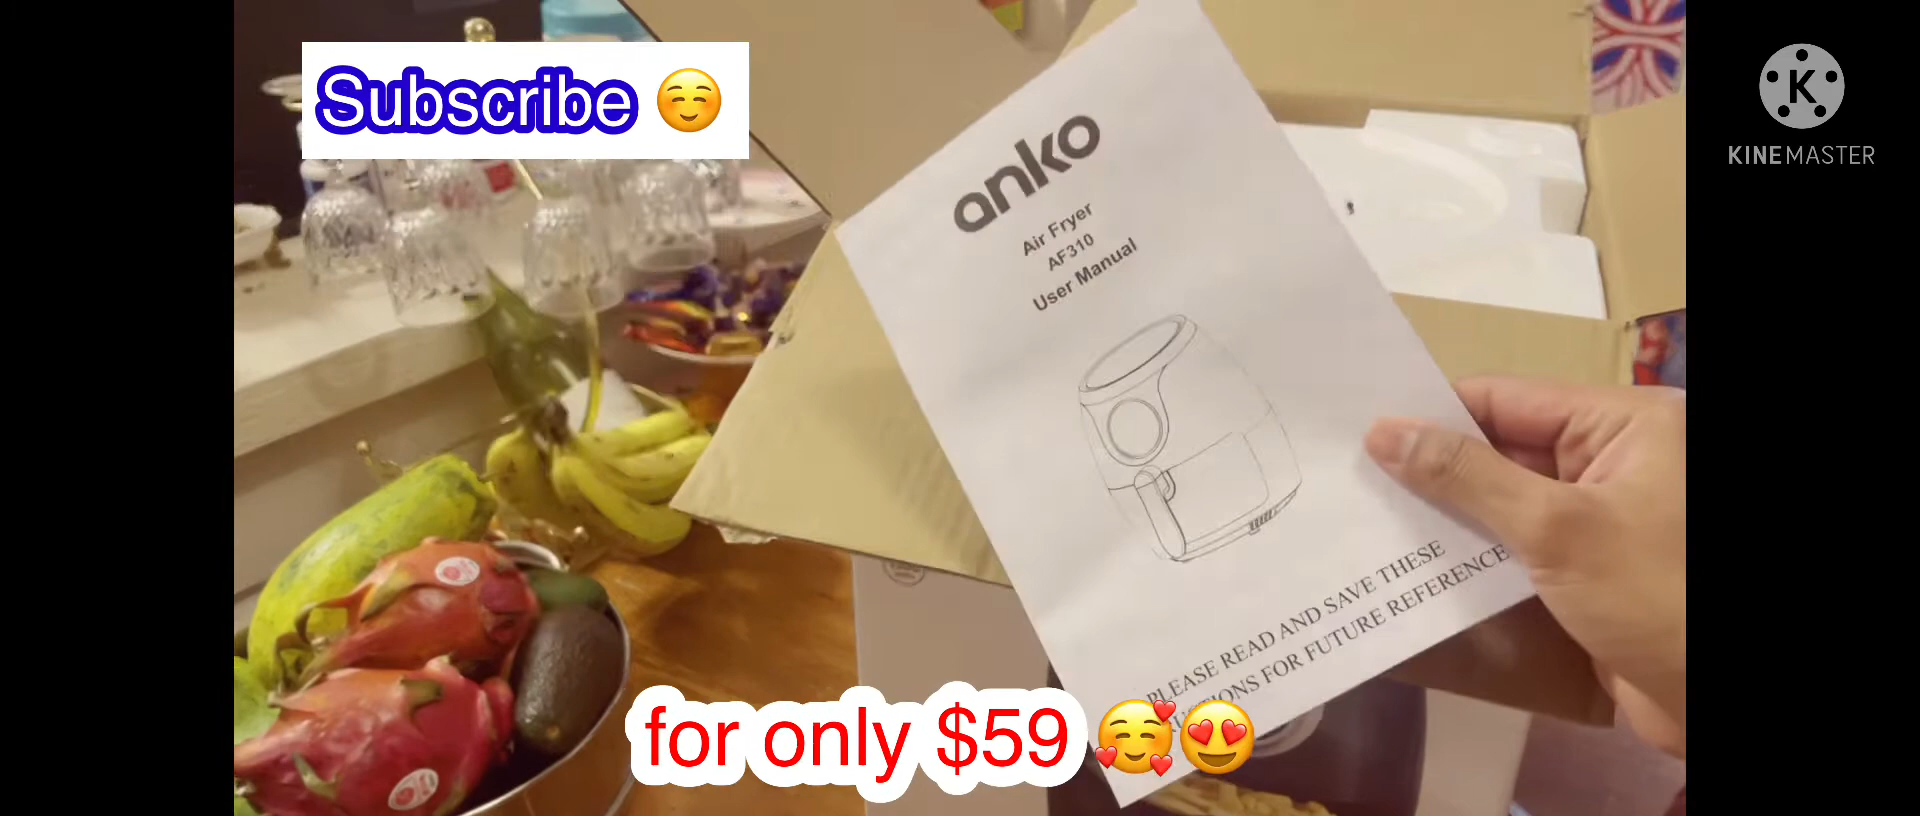 Subscribe ☺️
K
KINEMASTER
anko
Air Fryer
AF310
User Manual
PLEASE READ AND SAVE THESE
FOR FUTURE REFERENCE
for only $59 🥰😍